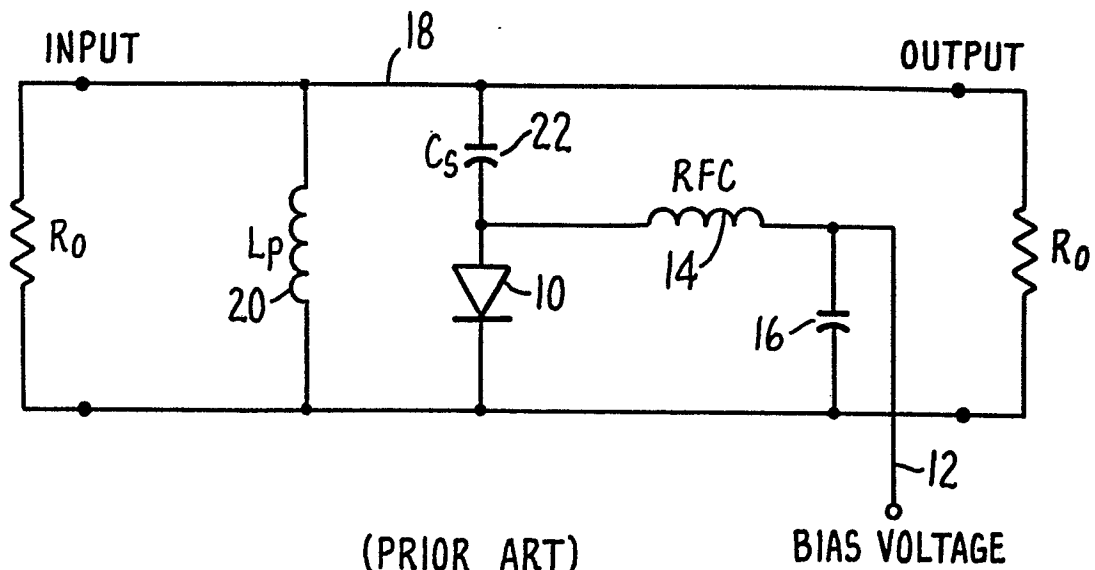 INPUT
18
OUTPUT
Cs
22
RFC
Ro
Lp
14
Ro
20
10
16
12
(PRIOR ART)
BIAS VOLTAGE